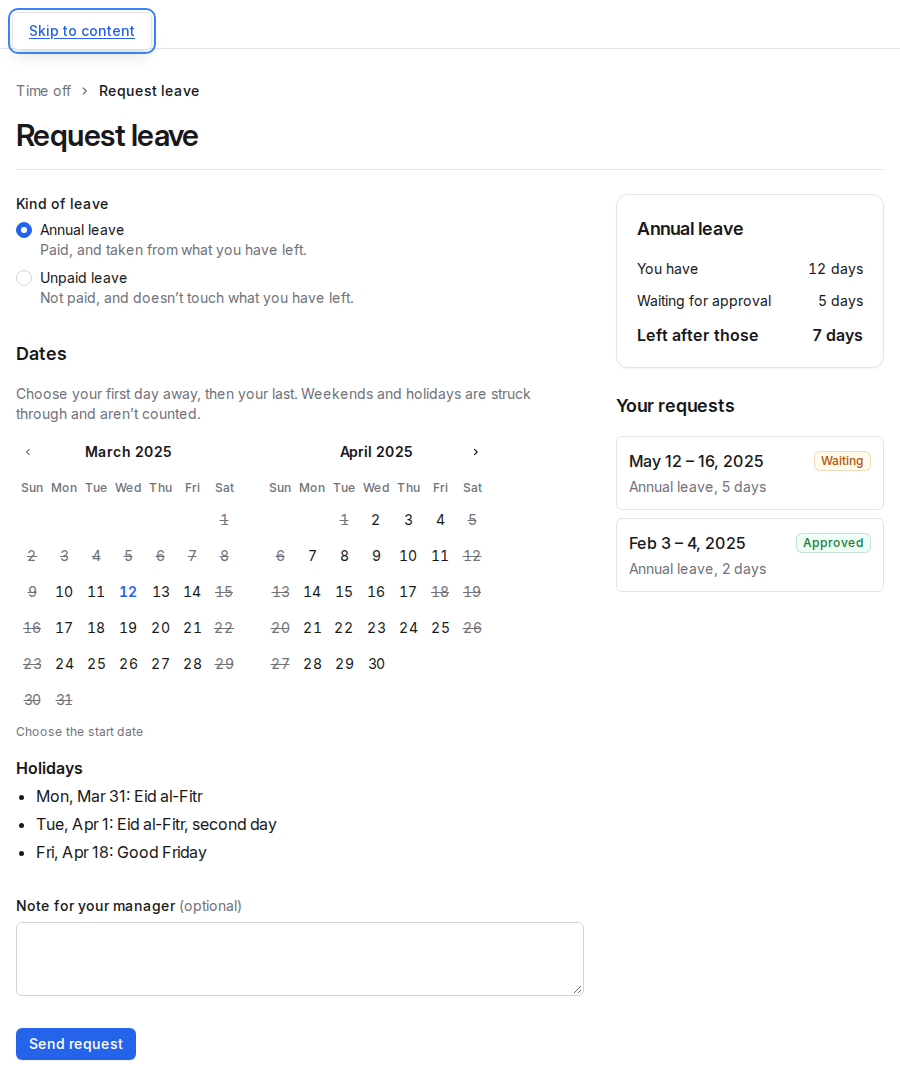 Skip to content
Time off > Request leave
Request leave
Kind of leave
Annual leave
Paid, and taken from what you have left.
Unpaid leave
Not paid, and doesn’t touch what you have left.
Dates
Choose your first day away, then your last. Weekends and holidays are struck
through and aren’t counted.
‹ March 2025
Sun Mon Tue Wed Thu Fri Sat
1
2 3 4 5 6 7 8
9 10 11 12 13 14 15
16 17 18 19 20 21 22
23 24 25 26 27 28 29
30 31
April 2025 ›
Sun Mon Tue Wed Thu Fri Sat
1 2 3 4 5
6 7 8 9 10 11 12
13 14 15 16 17 18 19
20 21 22 23 24 25 26
27 28 29 30
Choose the start date
Holidays
• Mon, Mar 31: Eid al-Fitr
• Tue, Apr 1: Eid al-Fitr, second day
• Fri, Apr 18: Good Friday
Note for your manager (optional)
Send request
Annual leave
You have 12 days
Waiting for approval 5 days
Left after those 7 days
Your requests
May 12 – 16, 2025 Waiting
Annual leave, 5 days
Feb 3 – 4, 2025 Approved
Annual leave, 2 days